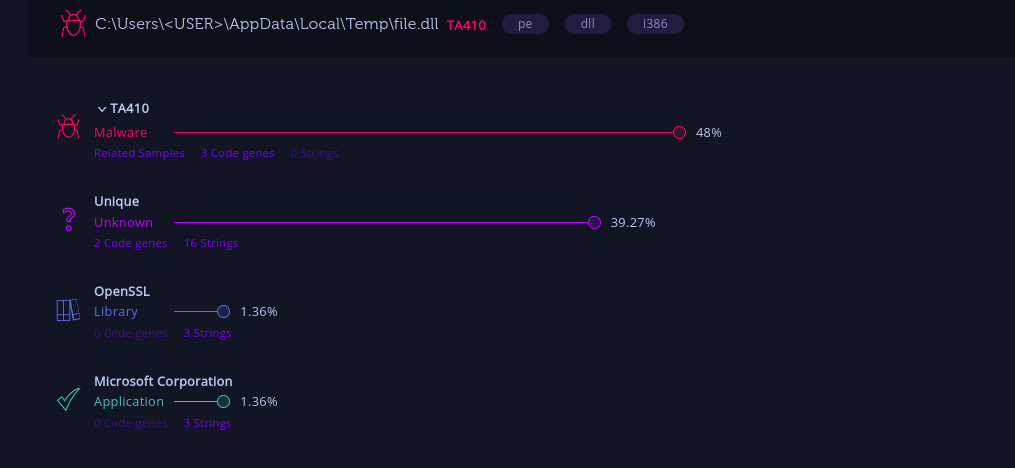 C:\Users\<USER>\AppData\Local\Temp\file.dll TA410 pe dll i386
TA410
Malware 48%
Related Samples 3 Code genes 0 Strings
Unique
Unknown 39.27%
2 Code genes 16 Strings
OpenSSL
Library 1.36%
0 Code genes 3 Strings
Microsoft Corporation
Application 1.36%
0 Code genes 3 Strings